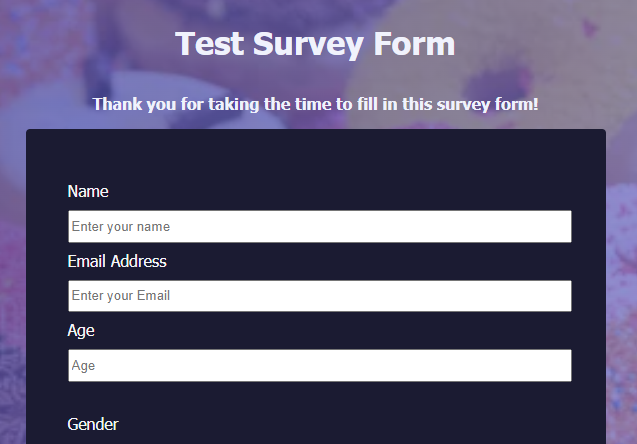 Test Survey Form
Thank you for taking the time to fill in this survey form!
Name
Enter your name
Email Address
Enter your Email
Age
Age
Gender